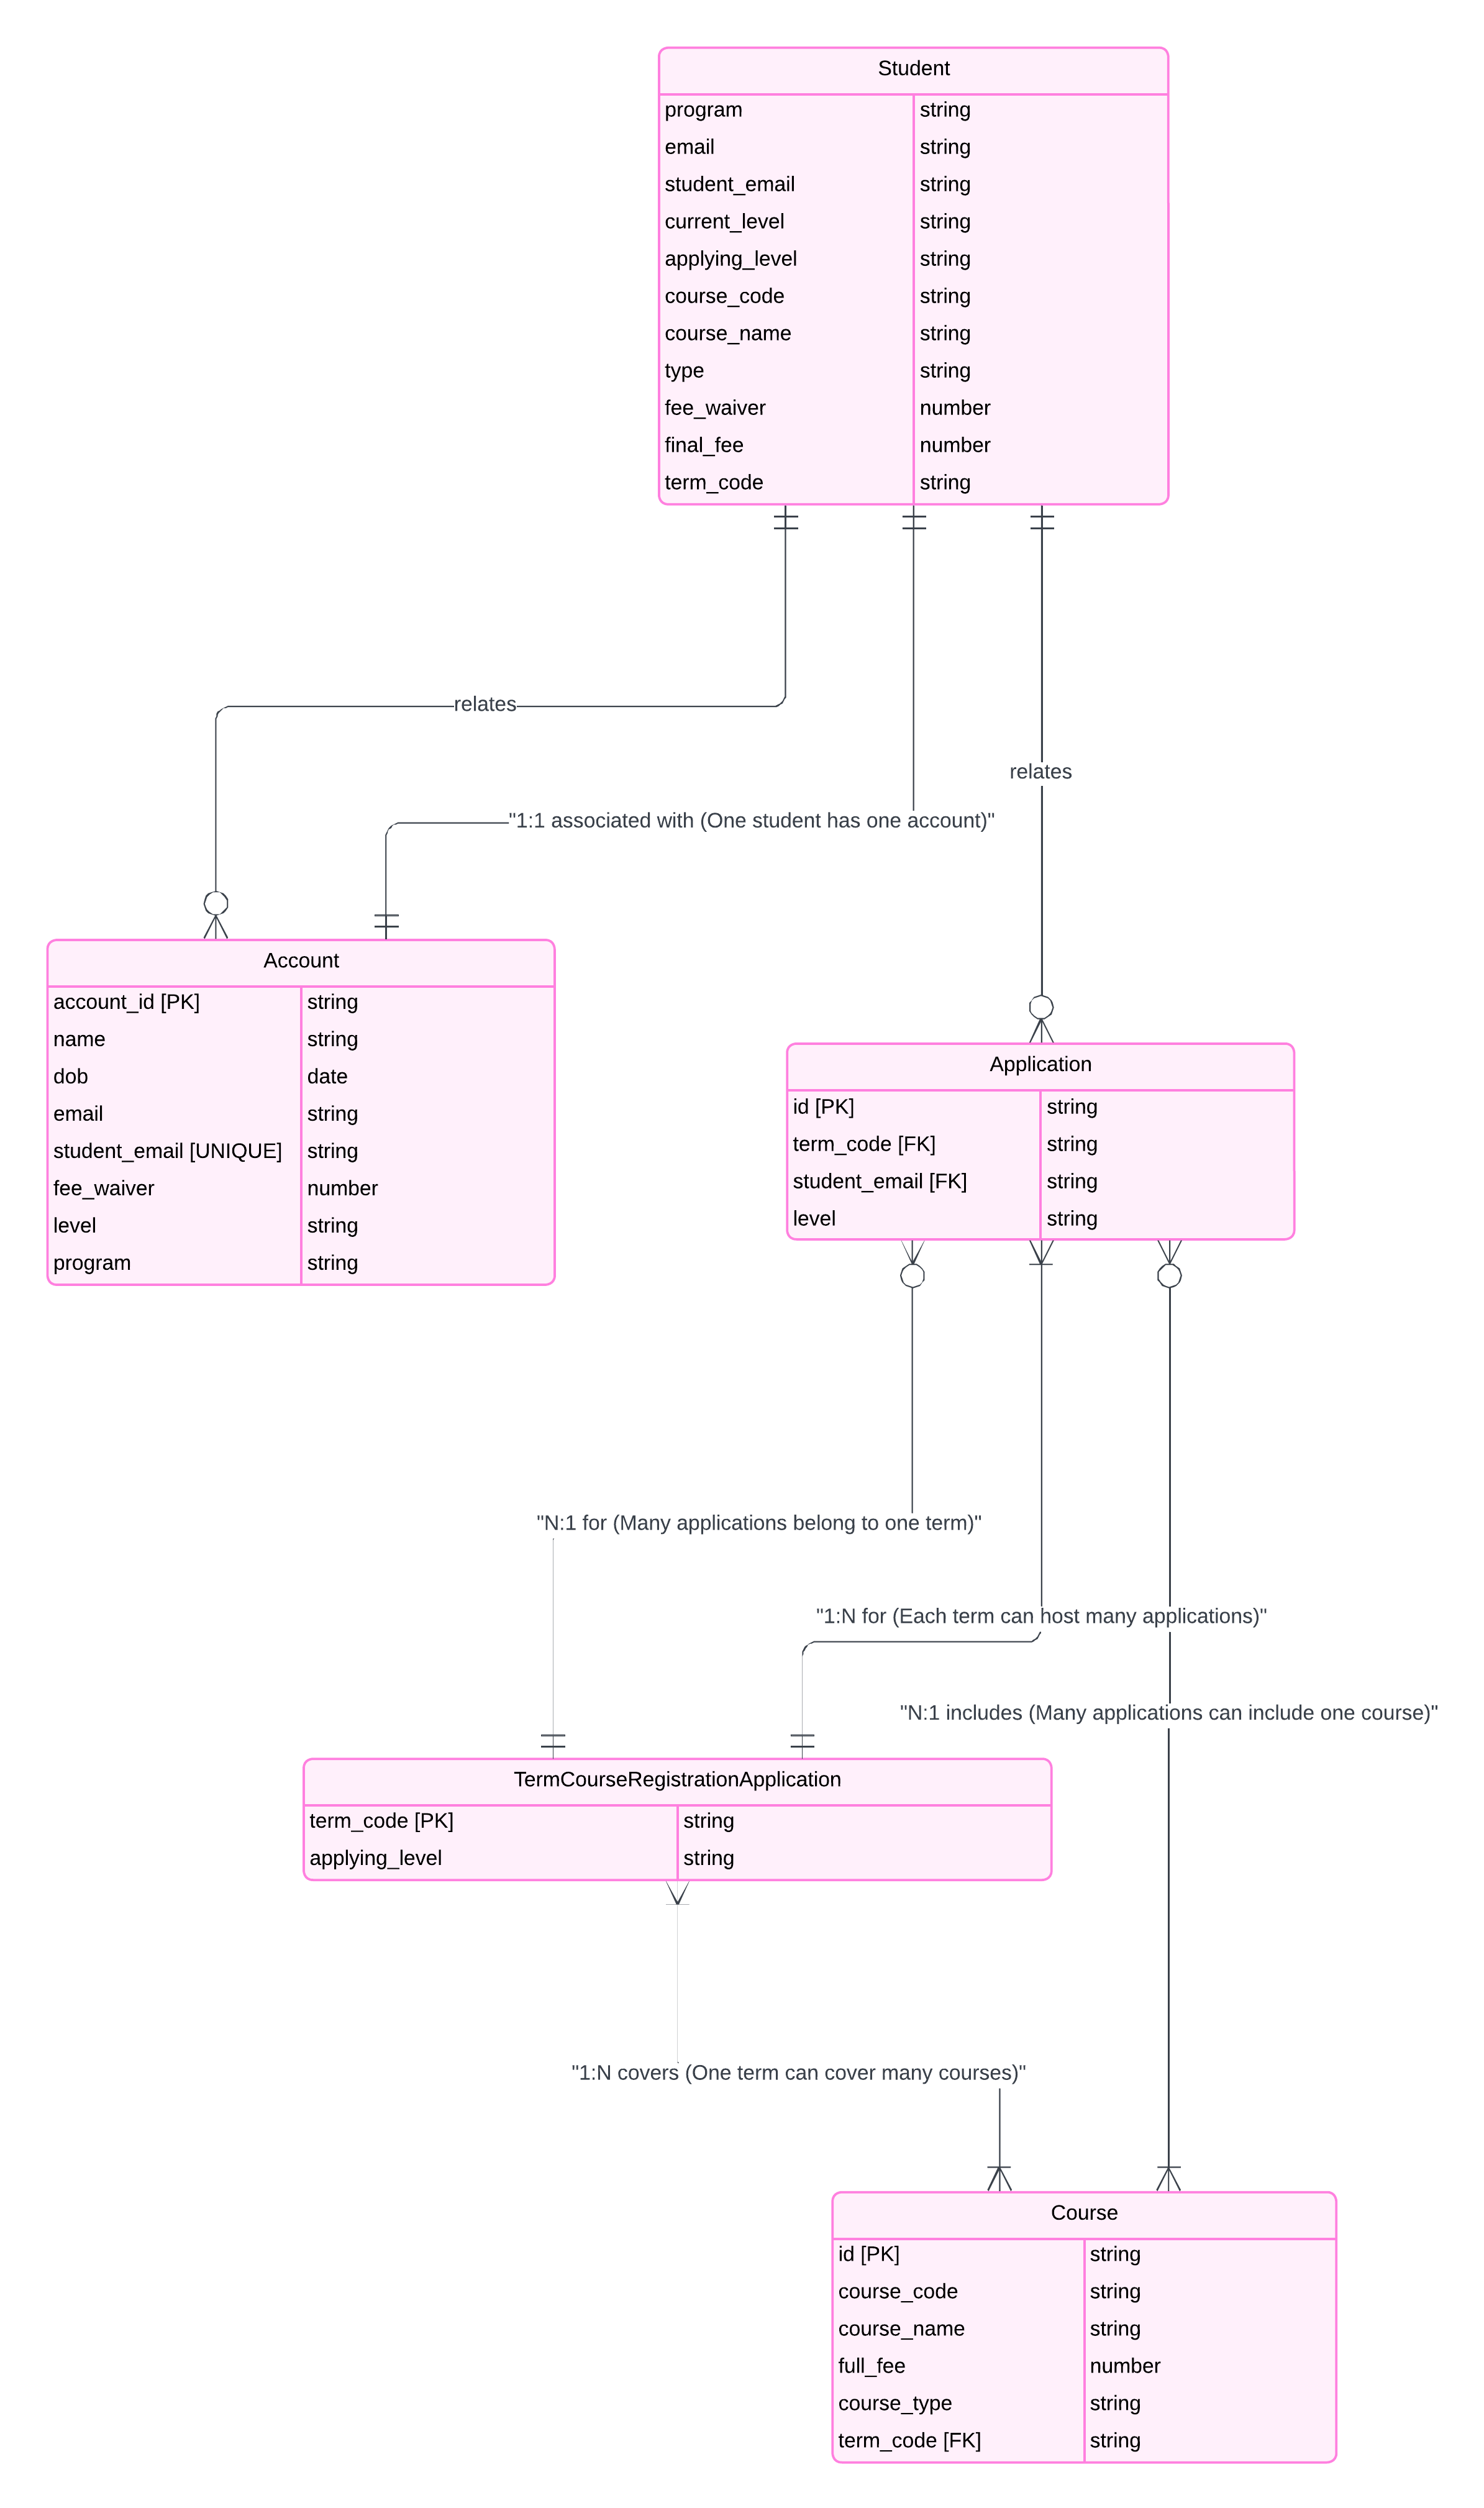 Student
program string
email string
student_email string
current_level string
applying_level string
course_code string
course_name string
type string
fee_waiver number
final_fee number
term_code string
relates
relates
"1:1 associated with (One student has one account)"
Account
account_id [PK] string
name string
dob date
email string
student_email [UNIQUE] string
fee_waiver number
level string
program string
Application
id [PK] string
term_code [FK] string
student_email [FK] string
level string
"N:1 for (Many applications belong to one term)"
"1:N for (Each term can host many applications)"
"N:1 includes (Many applications can include one course)"
TermCourseRegistrationApplication
term_code [PK] string
applying_level string
"1:N covers (One term can cover many courses)"
Course
id [PK] string
course_code string
course_name string
full_fee number
course_type string
term_code [FK] string